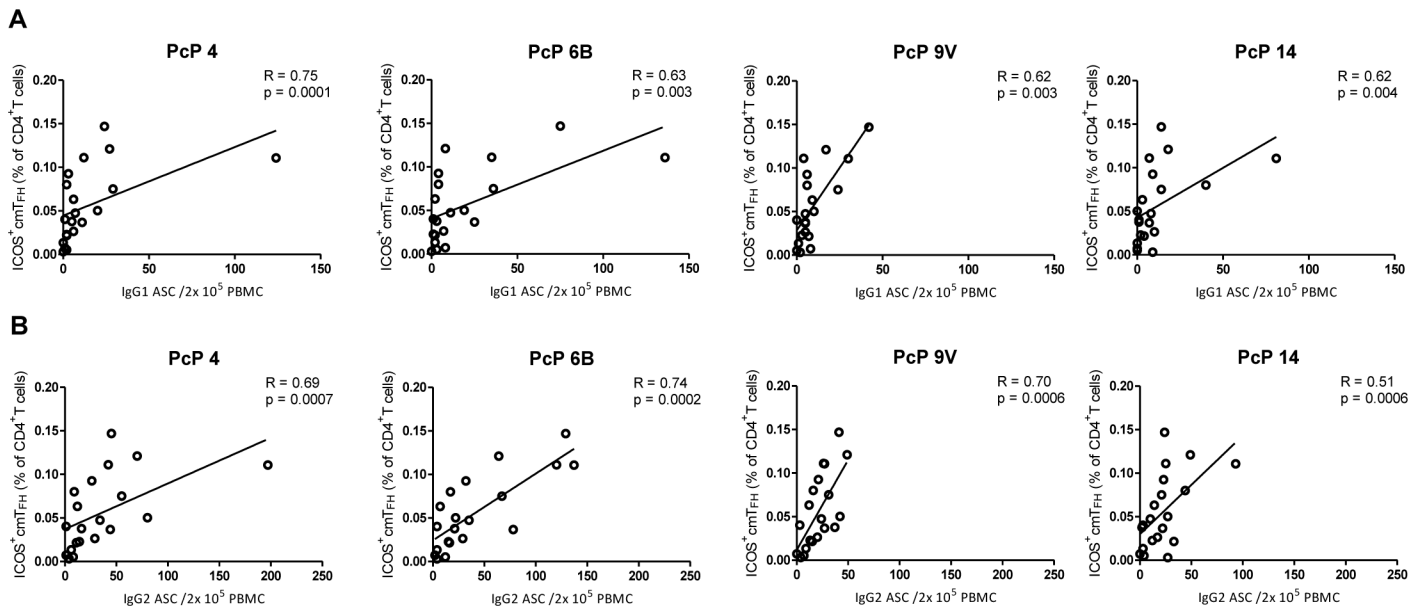 A
PcP 4
R = 0.75
p = 0.0001
ICOS⁺cmT_FH (% of CD4⁺T cells)
0.20
0.15
0.10
0.05
0.00
0 50 100 150
IgG1 ASC /2x 10⁵ PBMC
PcP 6B
R = 0.63
p = 0.003
ICOS⁺cmT_FH (% of CD4⁺T cells)
0.20
0.15
0.10
0.05
0.00
0 50 100 150
IgG1 ASC /2x 10⁵ PBMC
PcP 9V
R = 0.62
p = 0.003
ICOS⁺cmT_FH (% of CD4⁺T cells)
0.20
0.15
0.10
0.05
0.00
0 50 100 150
IgG1 ASC /2x 10⁵ PBMC
PcP 14
R = 0.62
p = 0.004
ICOS⁺cmT_FH (% of CD4⁺T cells)
0.20
0.15
0.10
0.05
0.00
0 50 100 150
IgG1 ASC /2x 10⁵ PBMC
B
PcP 4
R = 0.69
p = 0.0007
ICOS⁺cmT_FH (% of CD4⁺T cells)
0.20
0.15
0.10
0.05
0.00
0 50 100 150 200 250
IgG2 ASC /2x 10⁵ PBMC
PcP 6B
R = 0.74
p = 0.0002
ICOS⁺cmT_FH (% of CD4⁺T cells)
0.20
0.15
0.10
0.05
0.00
0 50 100 150 200 250
IgG2 ASC /2x 10⁵ PBMC
PcP 9V
R = 0.70
p = 0.0006
ICOS⁺cmT_FH (% of CD4⁺T cells)
0.20
0.15
0.10
0.05
0.00
0 50 100 150 200 250
IgG2 ASC /2x 10⁵ PBMC
PcP 14
R = 0.51
p = 0.0006
ICOS⁺cmT_FH (% of CD4⁺T cells)
0.20
0.15
0.10
0.05
0.00
0 50 100 150 200 250
IgG2 ASC /2x 10⁵ PBMC